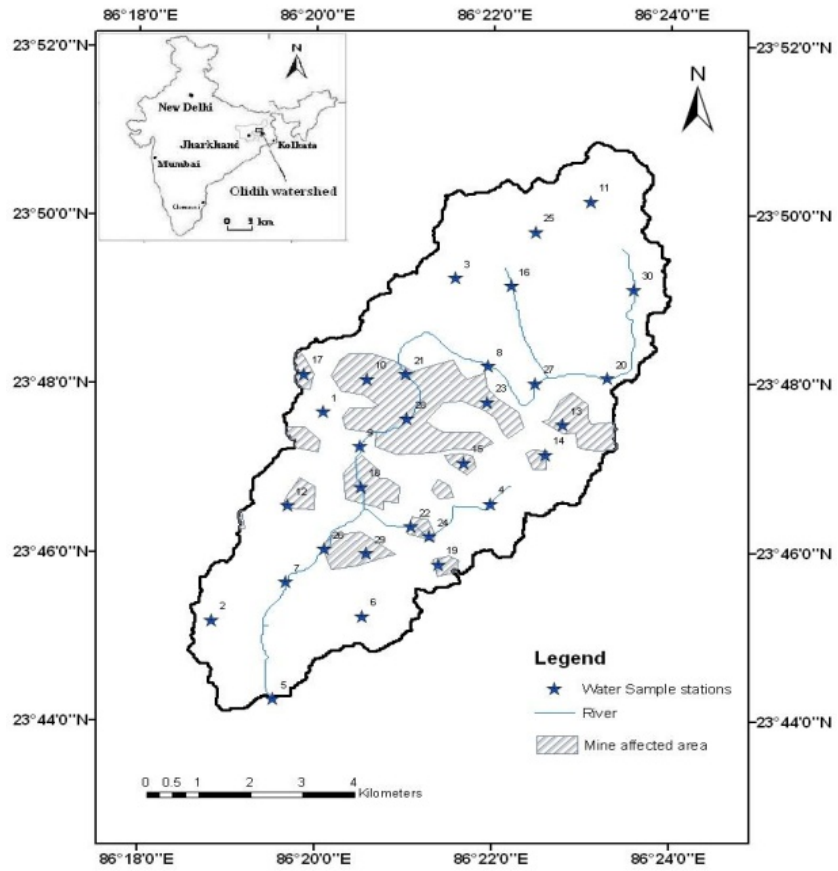 86°18'0"E 86°20'0"E 86°22'0"E 86°24'0"E
23°52'0"N 23°52'0"N
N
New Delhi
Jharkhand Kolkata
Mumbai
Olidih watershed
Chennai
0 5 km
N
11
23°50'0"N 23°50'0"N
25
3
16
30
8
17 10 21
20
23°48'0"N 27 23°48'0"N
23
1
13
9
14
15
18
12 4
22
24
23°46'0"N 29 23°46'0"N
19
7
2
6
5
Legend
Water Sample stations
23°44'0"N River 23°44'0"N
Mine affected area
0 0.5 1 2 3 4
Kilometers
86°18'0"E 86°20'0"E 86°22'0"E 86°24'0"E